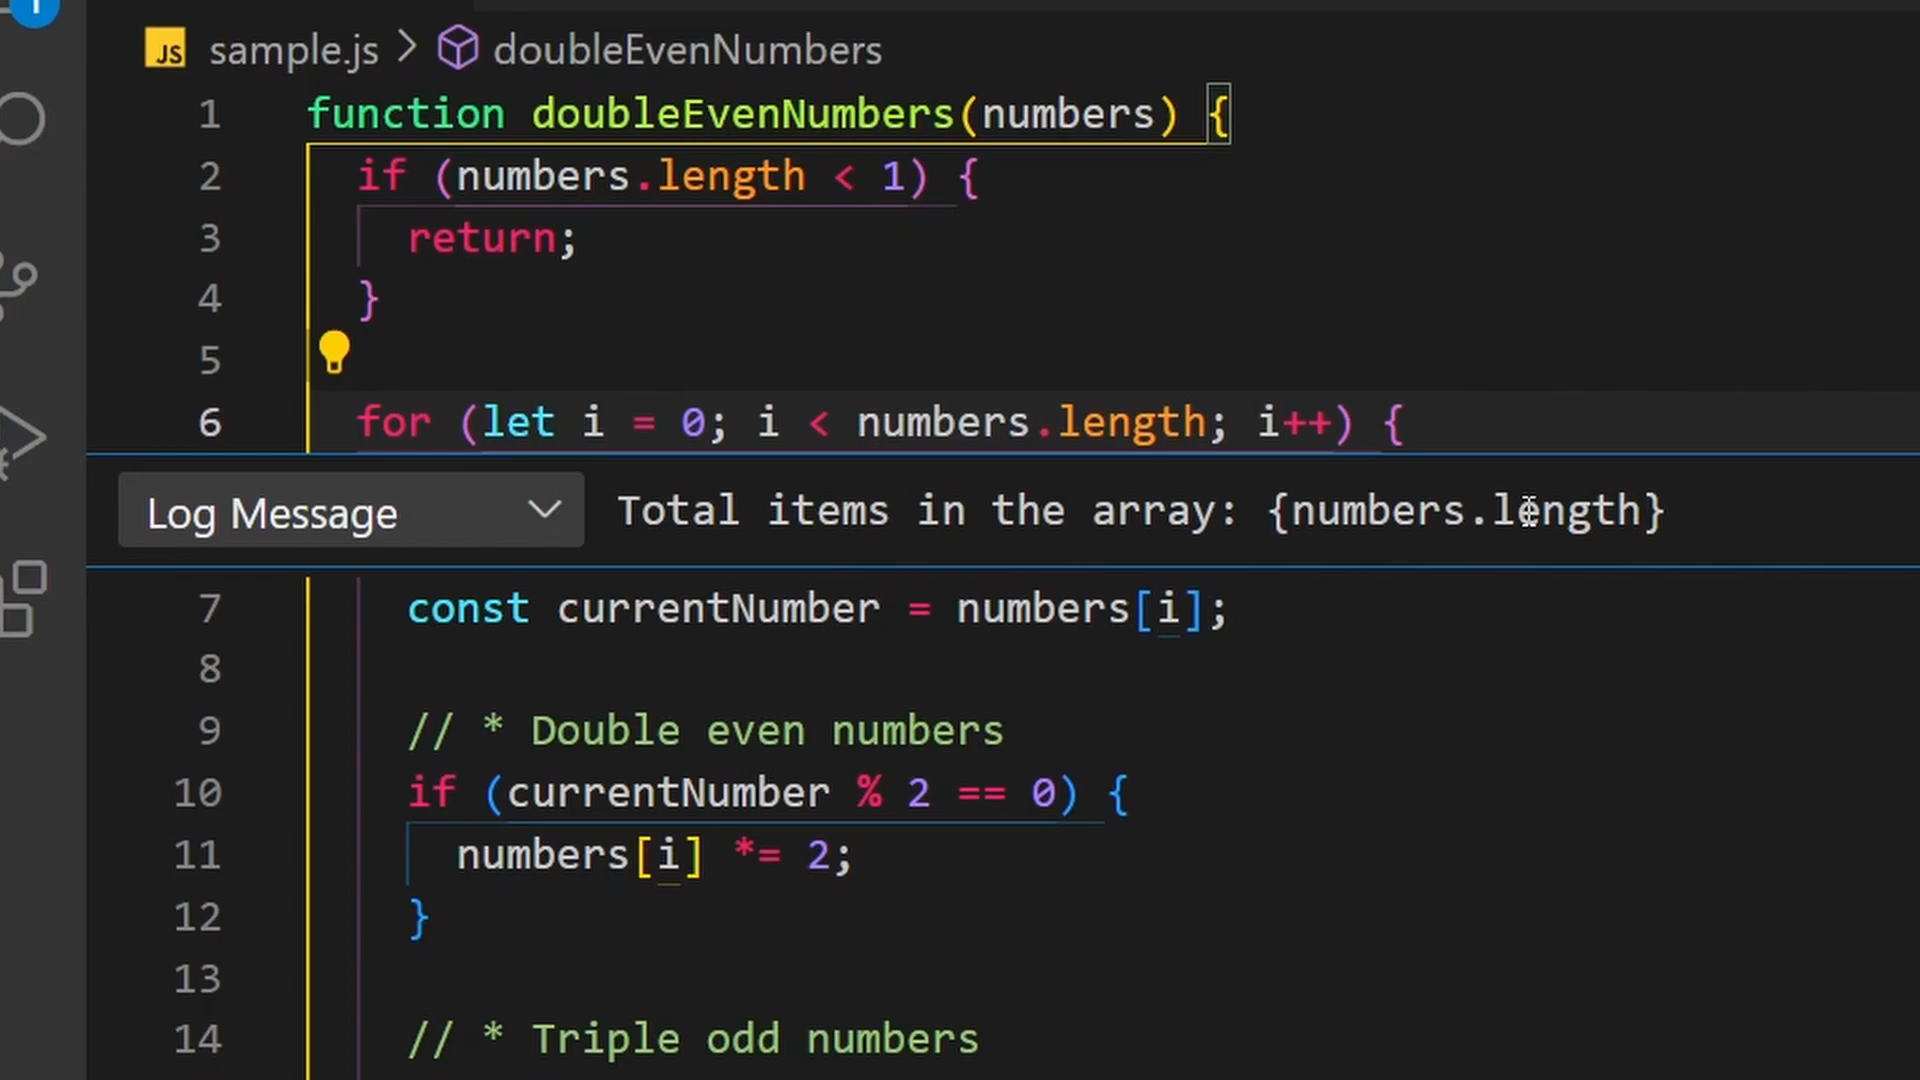 1
JS sample.js > doubleEvenNumbers
1 function doubleEvenNumbers(numbers) {
2 if (numbers.length < 1) {
3 return;
4 }
5
6 for (let i = 0; i < numbers.length; i++) {
Log Message Total items in the array: {numbers.length}
7 const currentNumber = numbers[i];
8
9 // * Double even numbers
10 if (currentNumber % 2 == 0) {
11 numbers[i] *= 2;
12 }
13
14 // * Triple odd numbers